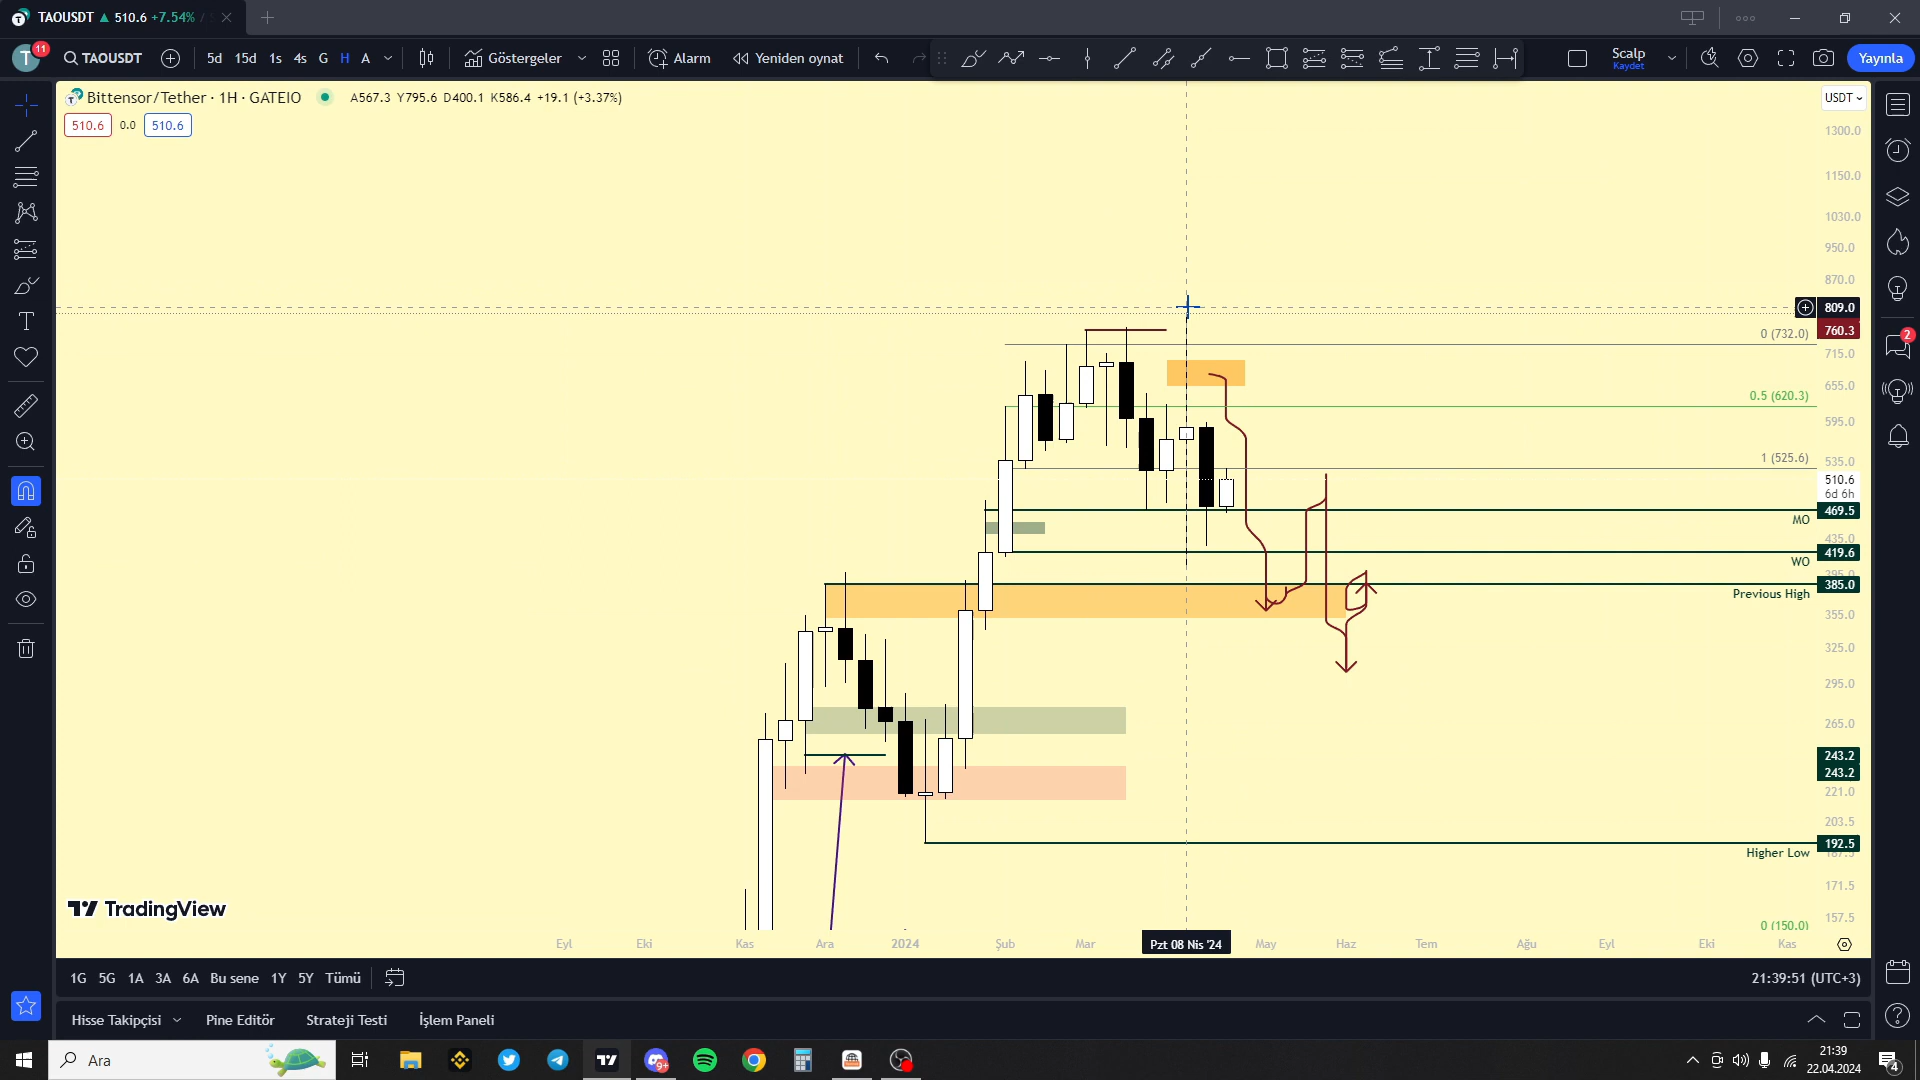 TAOUSDT ▲ 510.6 +7.54% /
T 11 TAOUSDT 5d 15d 1s 4s G H A Göstergeler Alarm Yeniden oynat Scalp Kaydet Yayınla
Bittensor/Tether · 1H · GATEIO A567.3 Y795.6 D400.1 K586.4 +19.1 (+3.37%)
USDT
510.6 0.0 510.6
1300.0
1150.0
1030.0
950.0
870.0
809.0
760.3
0 (732.0)
2
715.0
655.0
0.5 (620.3)
595.0
1 (525.6)
535.0
510.6
6d 6h
469.5
MO
435.0
419.6
WO
385.0
Previous High
355.0
325.0
295.0
265.0
243.2
243.2
221.0
203.5
192.5
Higher Low
171.5
TradingView
157.5
0 (150.0)
Eyl Eki Kas Ara 2024 Şub Mar Pzt 08 Nis '24 May Haz Tem Ağu Eyl Eki Kas
1G 5G 1A 3A 6A Bu sene 1Y 5Y Tümü 21:39:51 (UTC+3)
Hisse Takipçisi Pine Editör Strateji Testi İşlem Paneli
Ara 9+ 21:39
22.04.2024 4